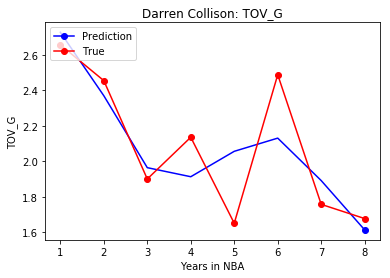 Darren Collison: TOV_G
Prediction
True
2.6
2.4
2.2
2.0
1.8
1.6
TOV_G
1 2 3 4 5 6 7 8
Years in NBA